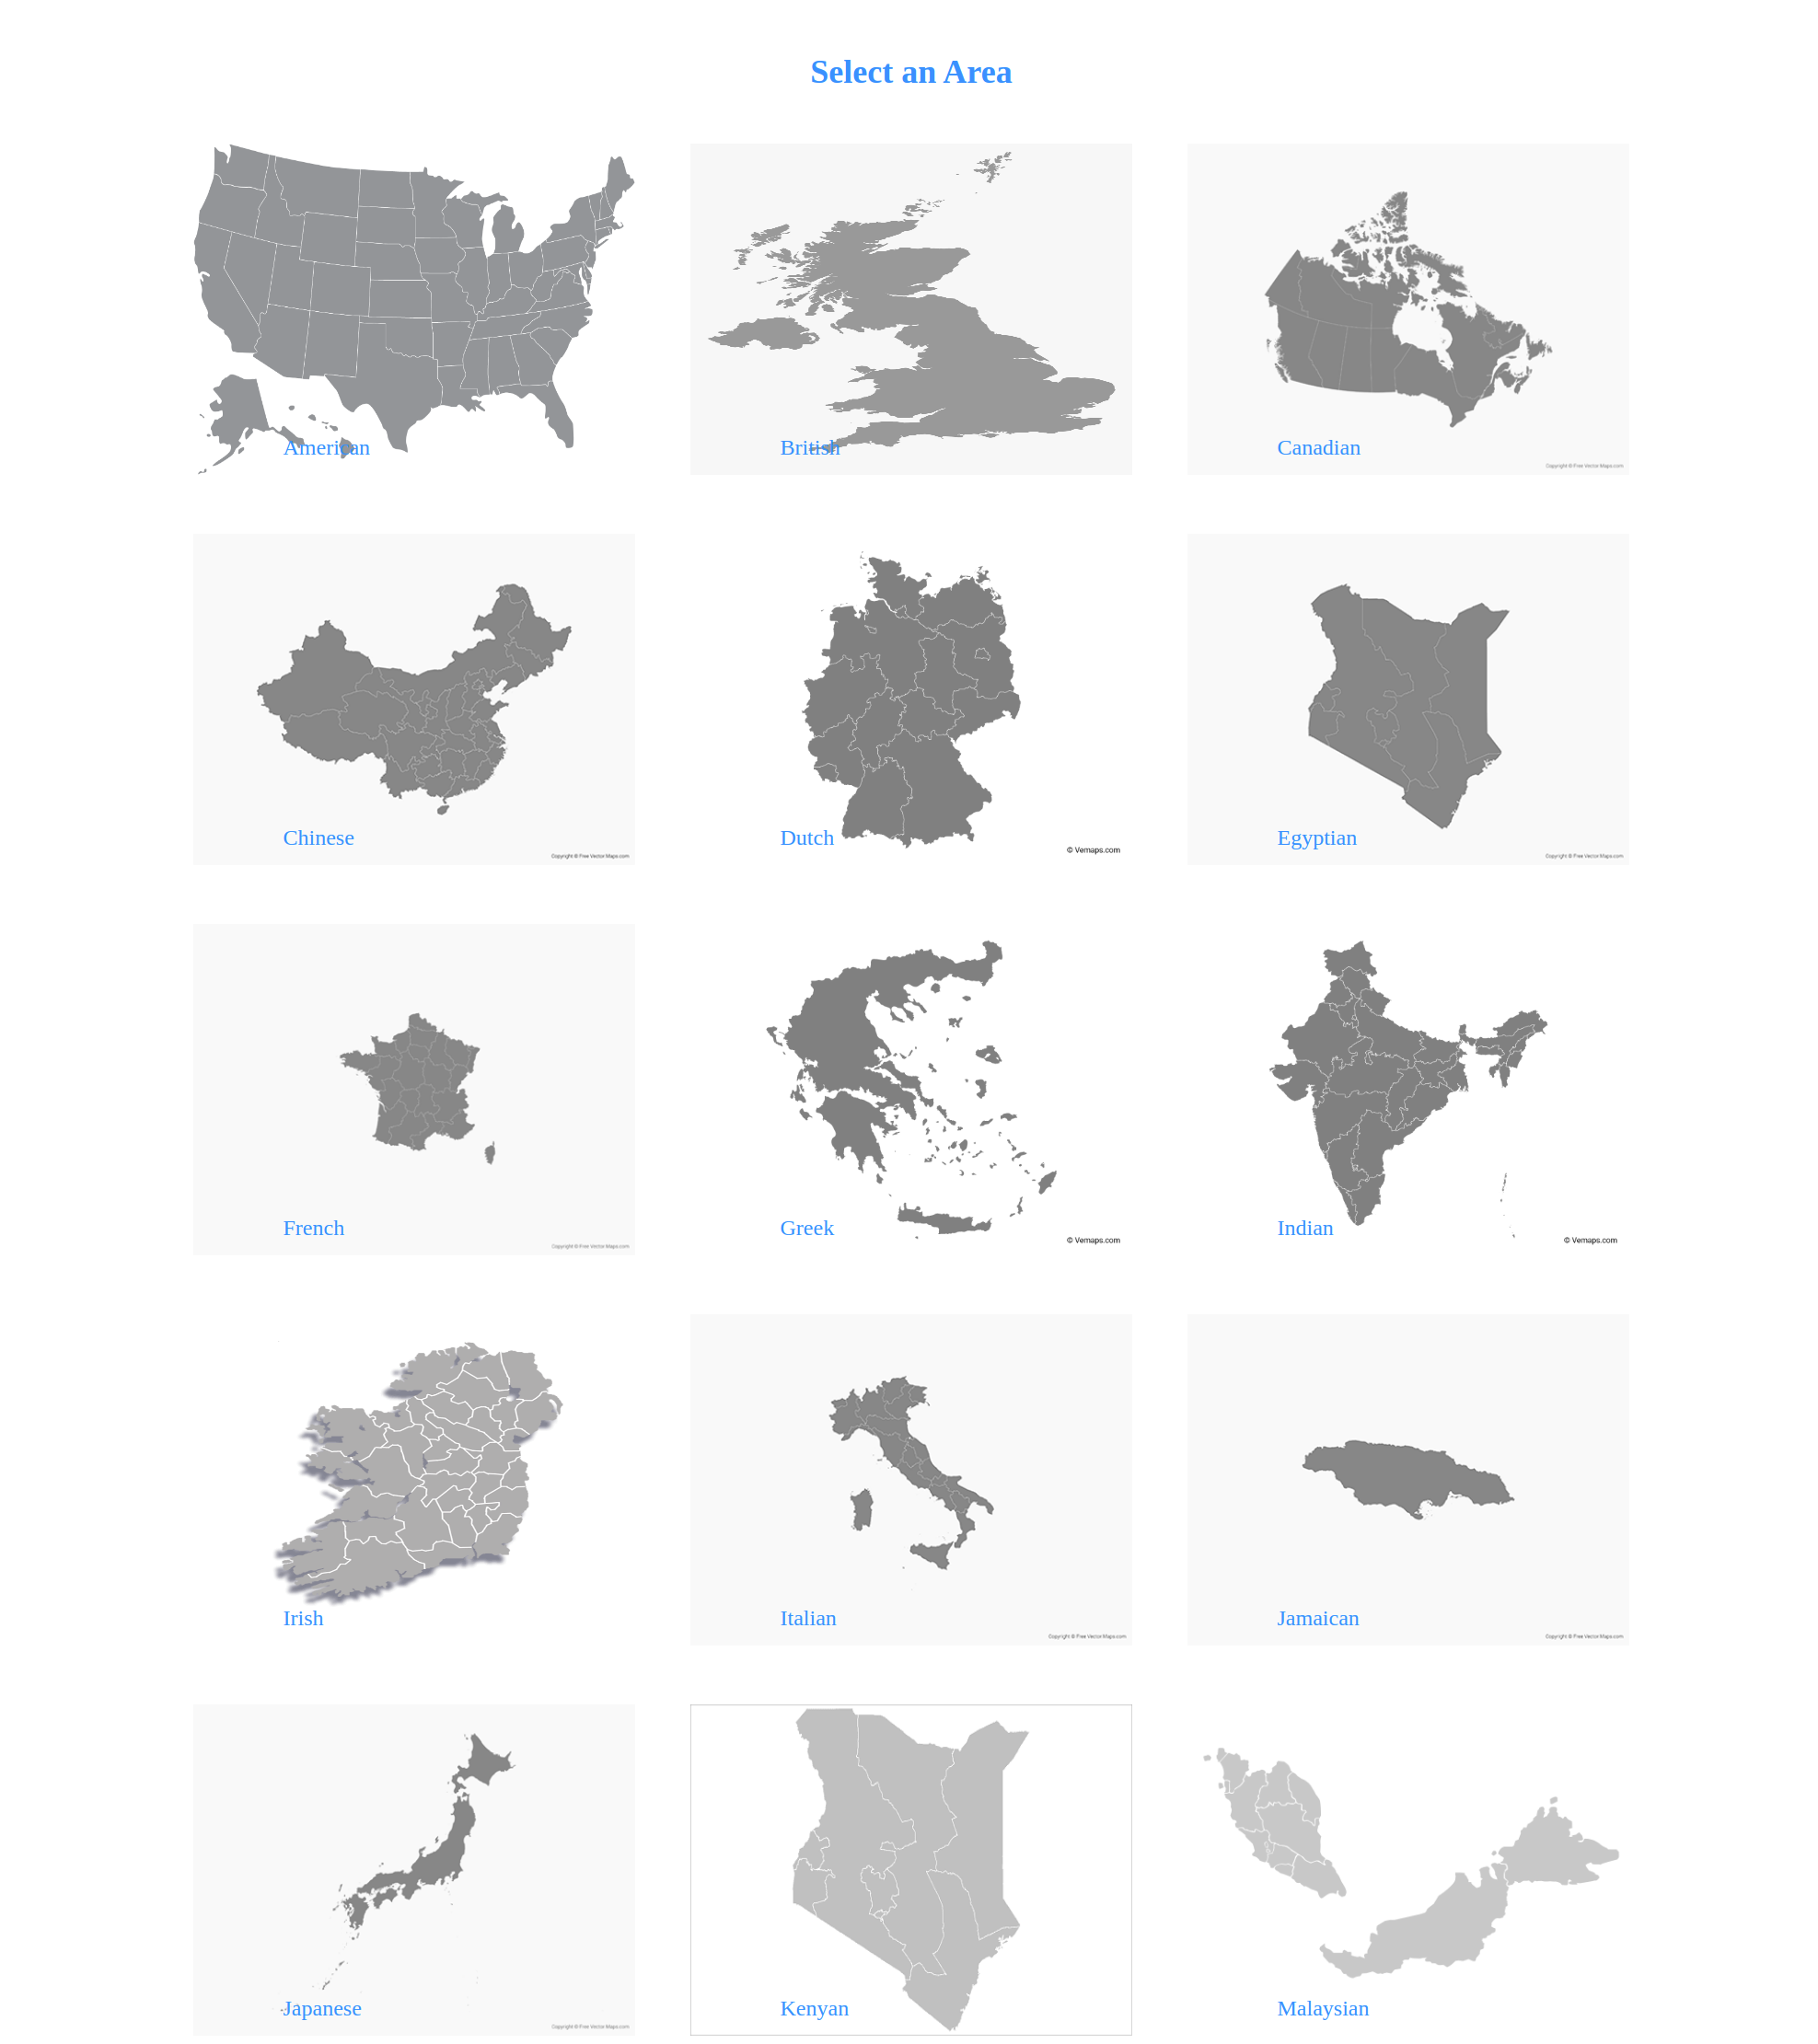 Select an Area
American
British
Canadian
Copyright © Free Vector Maps.com
Chinese
Copyright © Free Vector Maps.com
Dutch
© Vemaps.com
Egyptian
Copyright © Free Vector Maps.com
French
Copyright © Free Vector Maps.com
Greek
© Vemaps.com
Indian
© Vemaps.com
Irish
Italian
Copyright © Free Vector Maps.com
Jamaican
Copyright © Free Vector Maps.com
Japanese
Copyright © Free Vector Maps.com
Kenyan
Malaysian